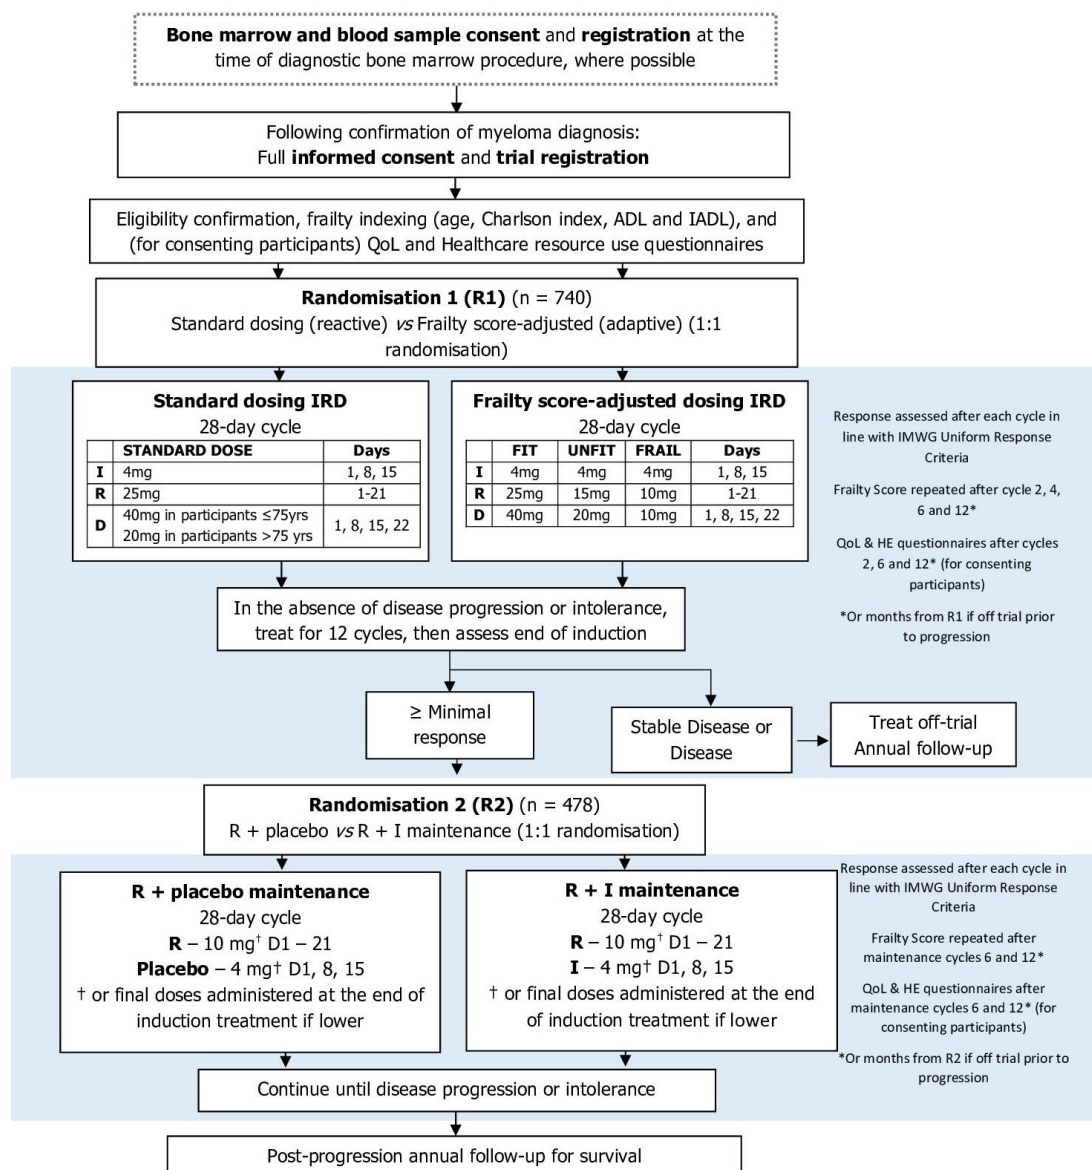 Bone marrow and blood sample consent and registration at the
time of diagnostic bone marrow procedure, where possible
Following confirmation of myeloma diagnosis:
Full informed consent and trial registration
Eligibility confirmation, frailty indexing (age, Charlson index, ADL and IADL), and
(for consenting participants) QoL and Healthcare resource use questionnaires
Randomisation 1 (R1) (n = 740)
Standard dosing (reactive) vs Frailty score-adjusted (adaptive) (1:1
randomisation)
Standard dosing IRD
28-day cycle
STANDARD DOSE Days
I 4mg 1, 8, 15
R 25mg 1-21
D 40mg in participants ≤75yrs
20mg in participants >75 yrs 1, 8, 15, 22
Frailty score-adjusted dosing IRD
28-day cycle
FIT UNFIT FRAIL Days
I 4mg 4mg 4mg 1, 8, 15
R 25mg 15mg 10mg 1-21
D 40mg 20mg 10mg 1, 8, 15, 22
Response assessed after each cycle in
line with IMWG Uniform Response
Criteria
Frailty Score repeated after cycle 2, 4,
6 and 12*
QoL & HE questionnaires after cycles
2, 6 and 12* (for consenting
participants)
*Or months from R1 if off trial prior
to progression
In the absence of disease progression or intolerance,
treat for 12 cycles, then assess end of induction
≥ Minimal
response
Stable Disease or
Disease
Treat off-trial
Annual follow-up
Randomisation 2 (R2) (n = 478)
R + placebo vs R + I maintenance (1:1 randomisation)
R + placebo maintenance
28-day cycle
R – 10 mg† D1 – 21
Placebo – 4 mg† D1, 8, 15
† or final doses administered at the end of
induction treatment if lower
R + I maintenance
28-day cycle
R – 10 mg† D1 – 21
I – 4 mg† D1, 8, 15
† or final doses administered at the end
of induction treatment if lower
Response assessed after each cycle in
line with IMWG Uniform Response
Criteria
Frailty Score repeated after
maintenance cycles 6 and 12*
QoL & HE questionnaires after
maintenance cycles 6 and 12* (for
consenting participants)
*Or months from R2 if off trial prior to
progression
Continue until disease progression or intolerance
Post-progression annual follow-up for survival